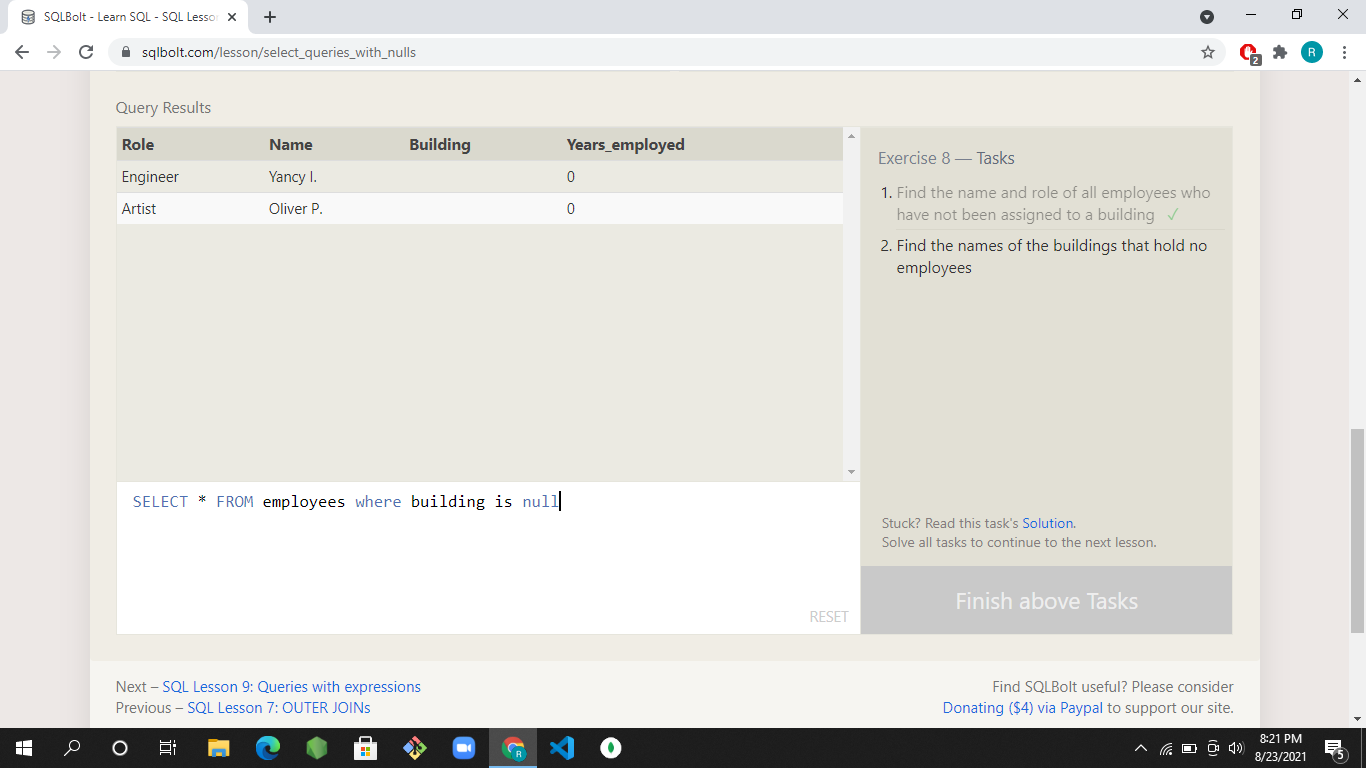 SQLBolt - Learn SQL - SQL Lesson
sqlbolt.com/lesson/select_queries_with_nulls
2
R
Query Results
Role Name Building Years_employed
Engineer Yancy I. 0
Artist Oliver P. 0
SELECT * FROM employees where building is null
RESET
Exercise 8 — Tasks
1. Find the name and role of all employees who
have not been assigned to a building ✓
2. Find the names of the buildings that hold no
employees
Stuck? Read this task's Solution.
Solve all tasks to continue to the next lesson.
Finish above Tasks
Next – SQL Lesson 9: Queries with expressions
Previous – SQL Lesson 7: OUTER JOINs
Find SQLBolt useful? Please consider
Donating ($4) via Paypal to support our site.
R
8:21 PM
8/23/2021
5